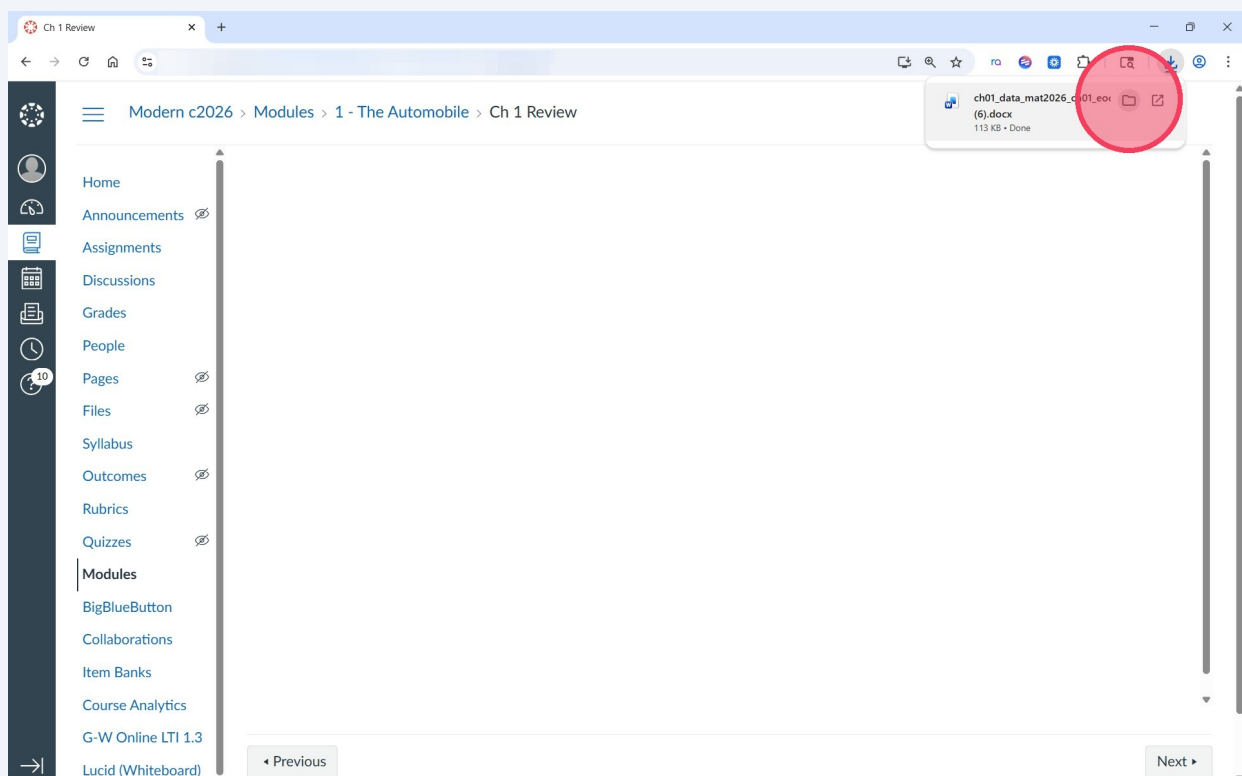 Ch 1 Review
Modern c2026 > Modules > 1 - The Automobile > Ch 1 Review
ch01_data_mat2026_ch01_eoc
(6).docx
113 KB • Done
Home
Announcements
Assignments
Discussions
Grades
People
Pages
Files
Syllabus
Outcomes
Rubrics
Quizzes
Modules
BigBlueButton
Collaborations
Item Banks
Course Analytics
G-W Online LTI 1.3
Lucid (Whiteboard)
10
Previous
Next